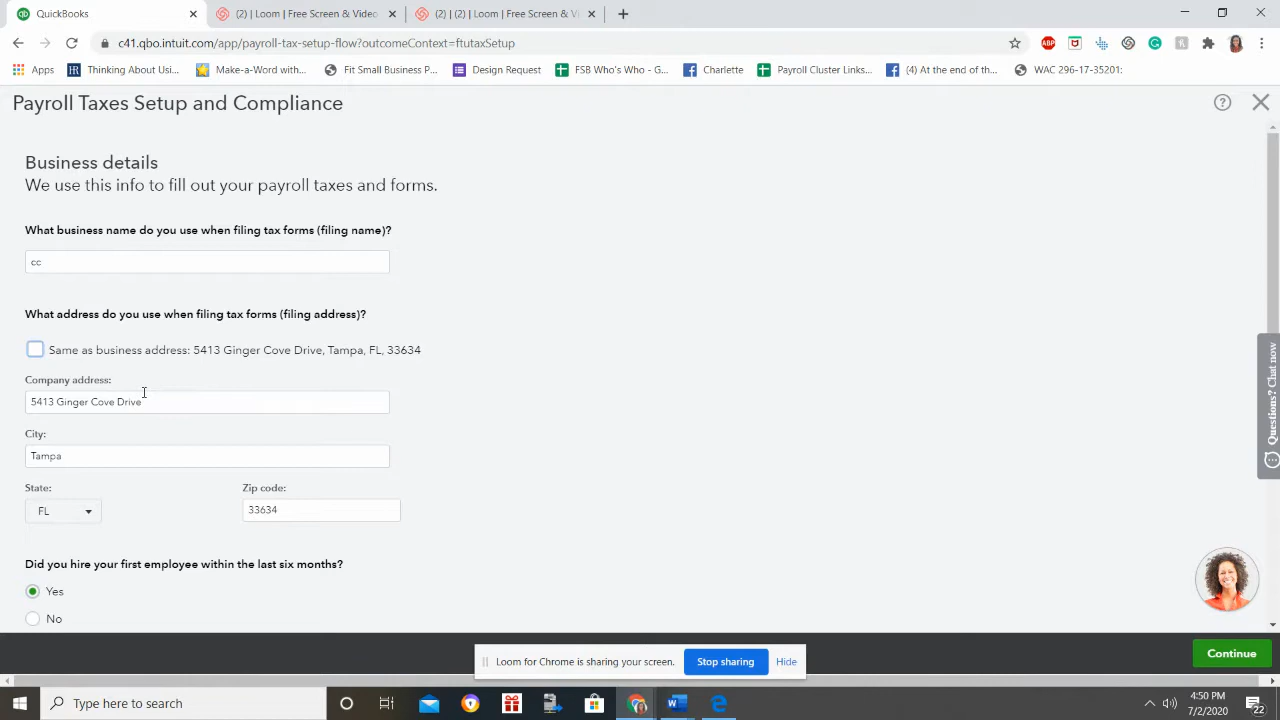 QuickBooks
(2) | Loom | Free Screen & Video
(2) | (2) | Loom | Free Screen & Vi
c41.qbo.intuit.com/app/payroll-tax-setup-flow?outcomeContext=ftutaxSetup
ABP
Apps
HR
Thinking About Usi...
Make-a-Word with...
Fit Small Business P...
Design Request
FSB Who's Who - G...
Charlette
Payroll Cluster Links...
(4) At the end of th...
WAC 296-17-35201:
Payroll Taxes Setup and Compliance
Business details
We use this info to fill out your payroll taxes and forms.
What business name do you use when filing tax forms (filing name)?
cc
What address do you use when filing tax forms (filing address)?
Same as business address: 5413 Ginger Cove Drive, Tampa, FL, 33634
Company address:
5413 Ginger Cove Drive
City:
Tampa
State:
Zip code:
FL
33634
Did you hire your first employee within the last six months?
Yes
No
Questions? Chat now
Continue
Loom for Chrome is sharing your screen.
Stop sharing
Hide
Type here to search
4:50 PM
7/2/2020
22